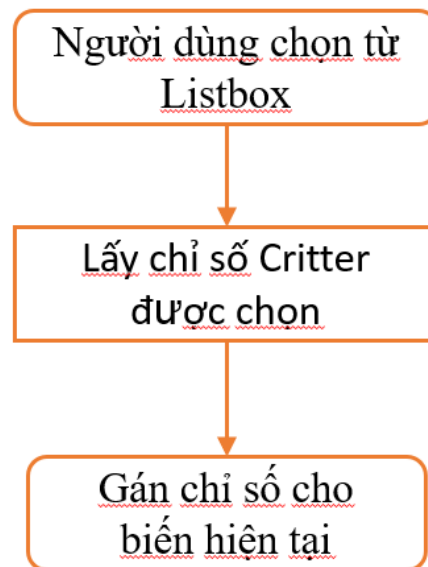 Người dùng chọn từ
Listbox
Lấy chỉ số Critter
được chọn
Gán chỉ số cho
biến hiện tại